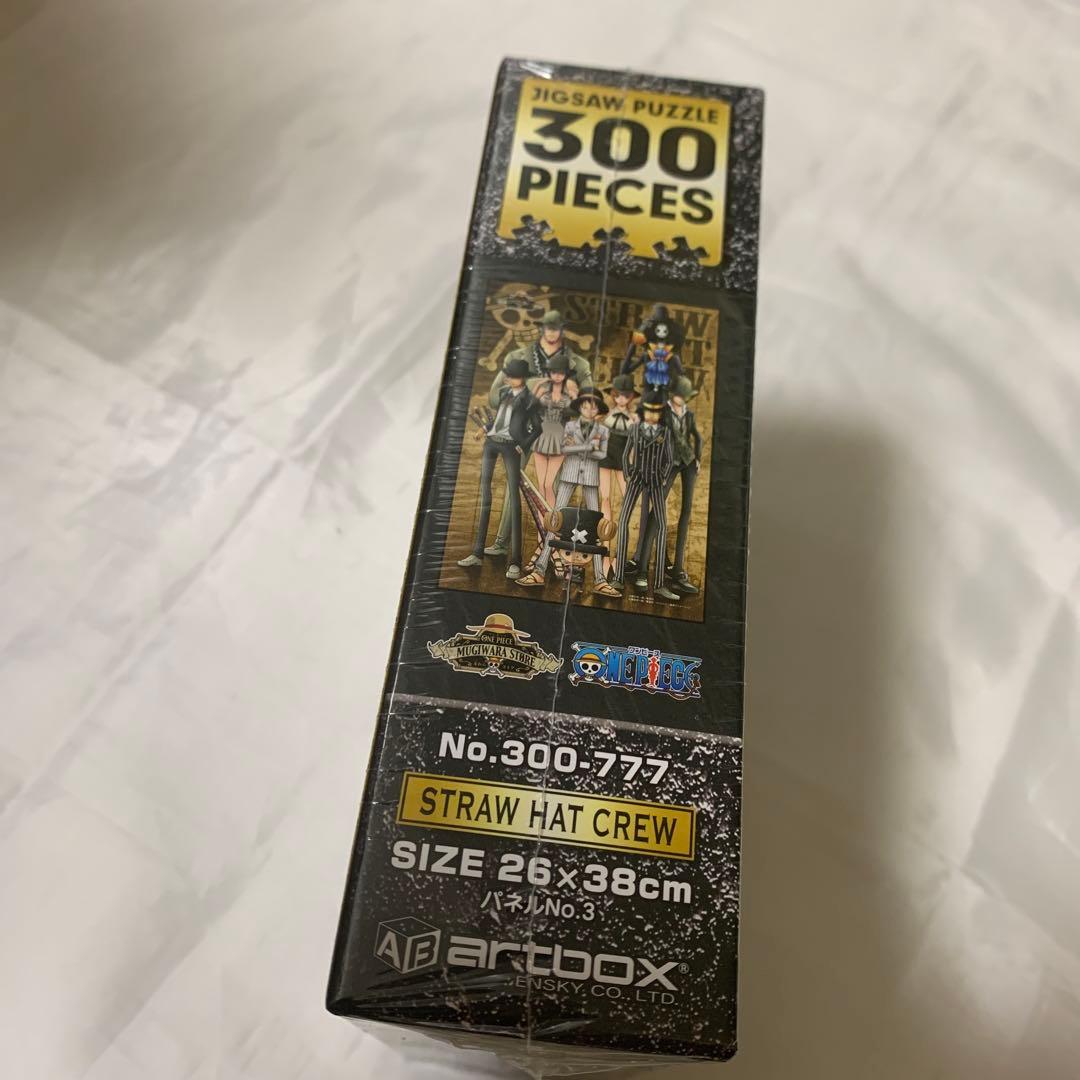 JIGSAW PUZZLE
300
PIECES
STRAW
ONE PIECE
MUGIWARA STORE
ワンピース
ONE PIECE
No.300-777
STRAW HAT CREW
SIZE 26×38cm
パネルNo.3
AB artbox®
ENSKY CO. LTD.